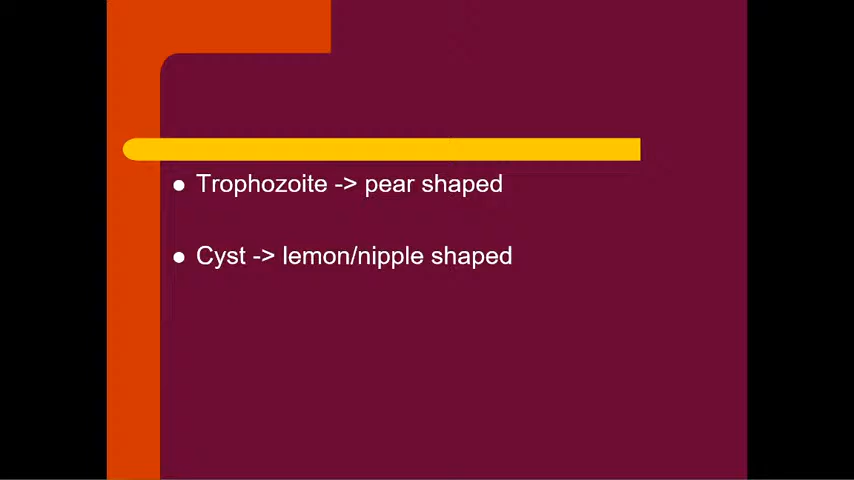 ● Trophozoite -> pear shaped
● Cyst -> lemon/nipple shaped